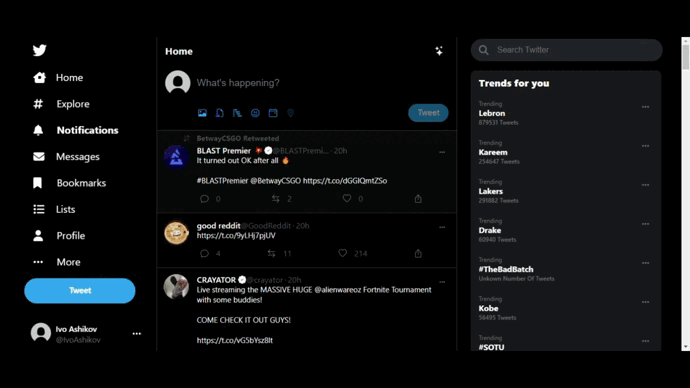 Home
Explore
Notifications
Messages
Bookmarks
Lists
Profile
More
Tweet
Ivo Ashikov
@IvoAshikov
Home
What's happening?
Tweet
BetwayCSGO Retweeted
BLAST Premier @BLASTPremi... · 20h
It turned out OK after all 🔥
#BLASTPremier @BetwayCSGO https://t.co/dGGlQmtZSo
0 2 0
good reddit@GoodReddit · 20h
https://t.co/9yLHj7pjUV
4 11 214
CRAYATOR @crayator · 20h
Live streaming the MASSIVE HUGE @alienwareoz Fortnite Tournament
with some buddies!
COME CHECK IT OUT GUYS!
https://t.co/vG5bYsz8lt
Search Twitter
Trends for you
Trending
Lebron
879531 Tweets
Trending
Kareem
254647 Tweets
Trending
Lakers
291882 Tweets
Trending
Drake
60940 Tweets
Trending
#TheBadBatch
Unkown Number Of Tweets
Trending
Kobe
56495 Tweets
Trending
#SOTU